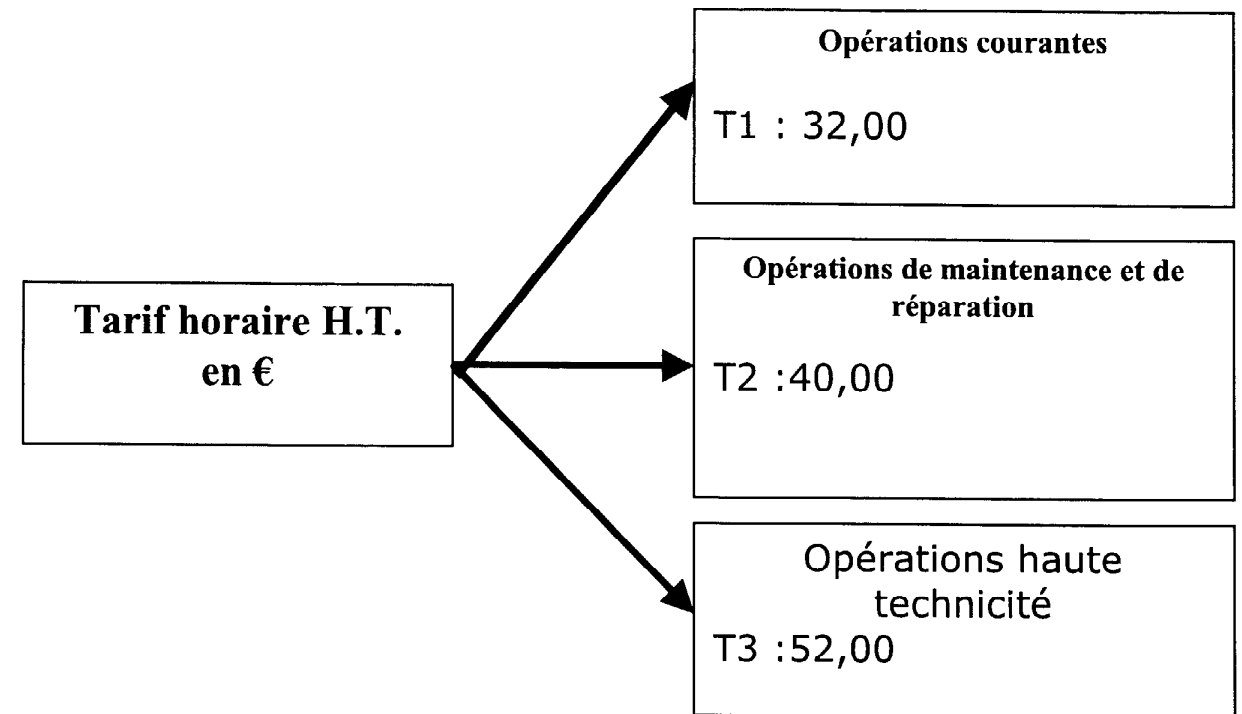 Tarif horaire H.T.
en €
Opérations courantes
T1 : 32,00
Opérations de maintenance et de
réparation
T2 :40,00
Opérations haute
technicité
T3 :52,00